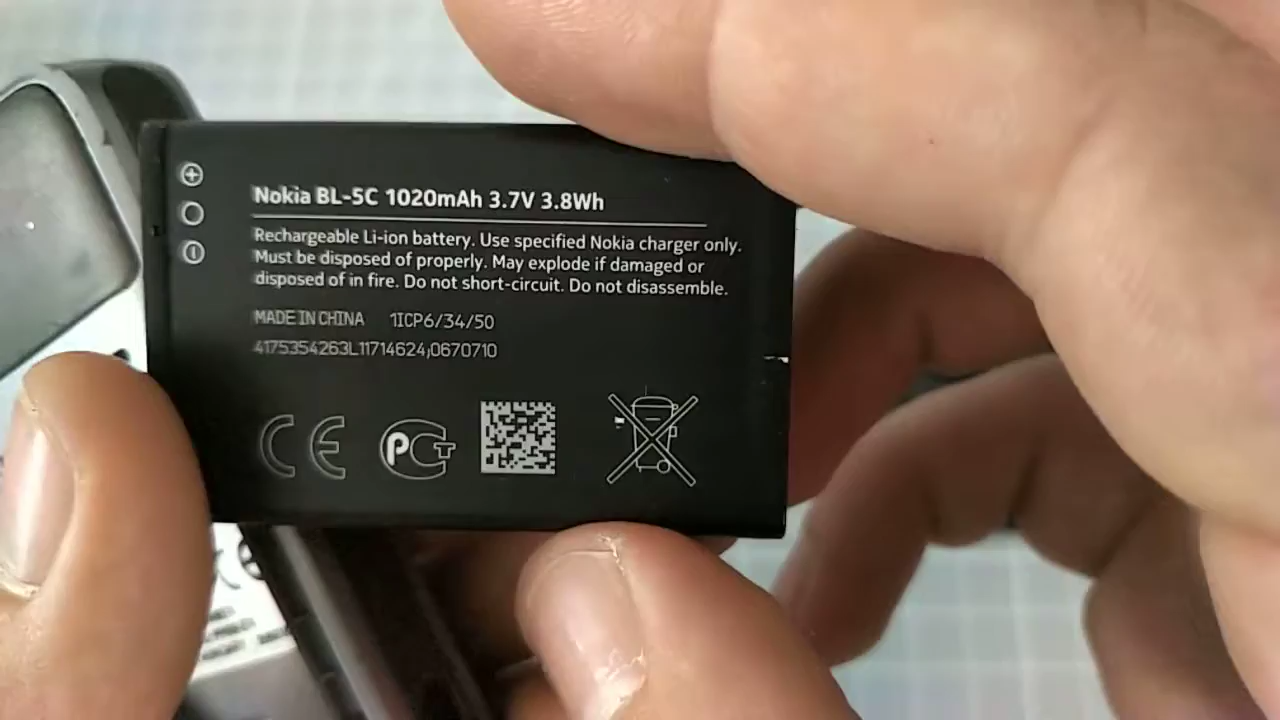 Nokia BL-5C 1020mAh 3.7V 3.8Wh
Rechargeable Li-ion battery. Use specified Nokia charger only.
Must be disposed of properly. May explode if damaged or
disposed of in fire. Do not short-circuit. Do not disassemble.
MADE IN CHINA 1ICP6/34/50
4175354263L11714624;0670710
CE PCT